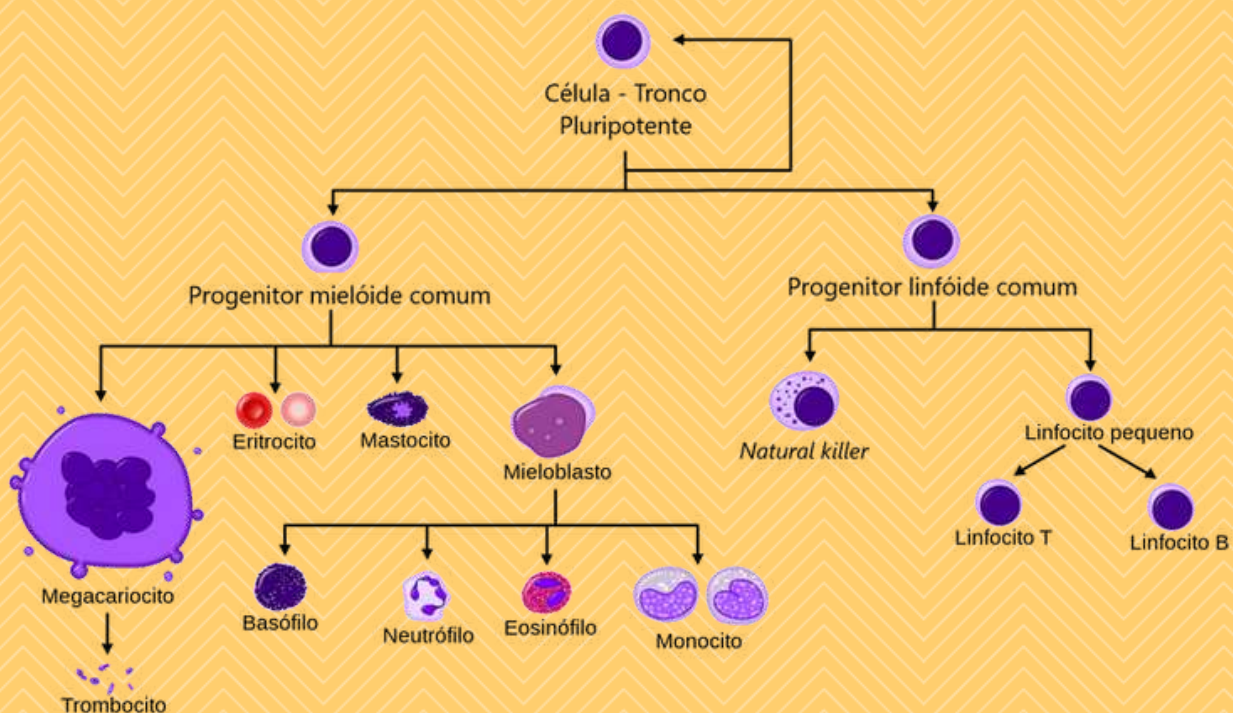 Célula - Tronco
Pluripotente
Progenitor mielóide comum
Progenitor linfóide comum
Eritrocito
Mastocito
Mieloblasto
Natural killer
Linfocito pequeno
Linfocito T
Linfocito B
Megacariocito
Basófilo
Neutrófilo
Eosinófilo
Monocito
Trombocito